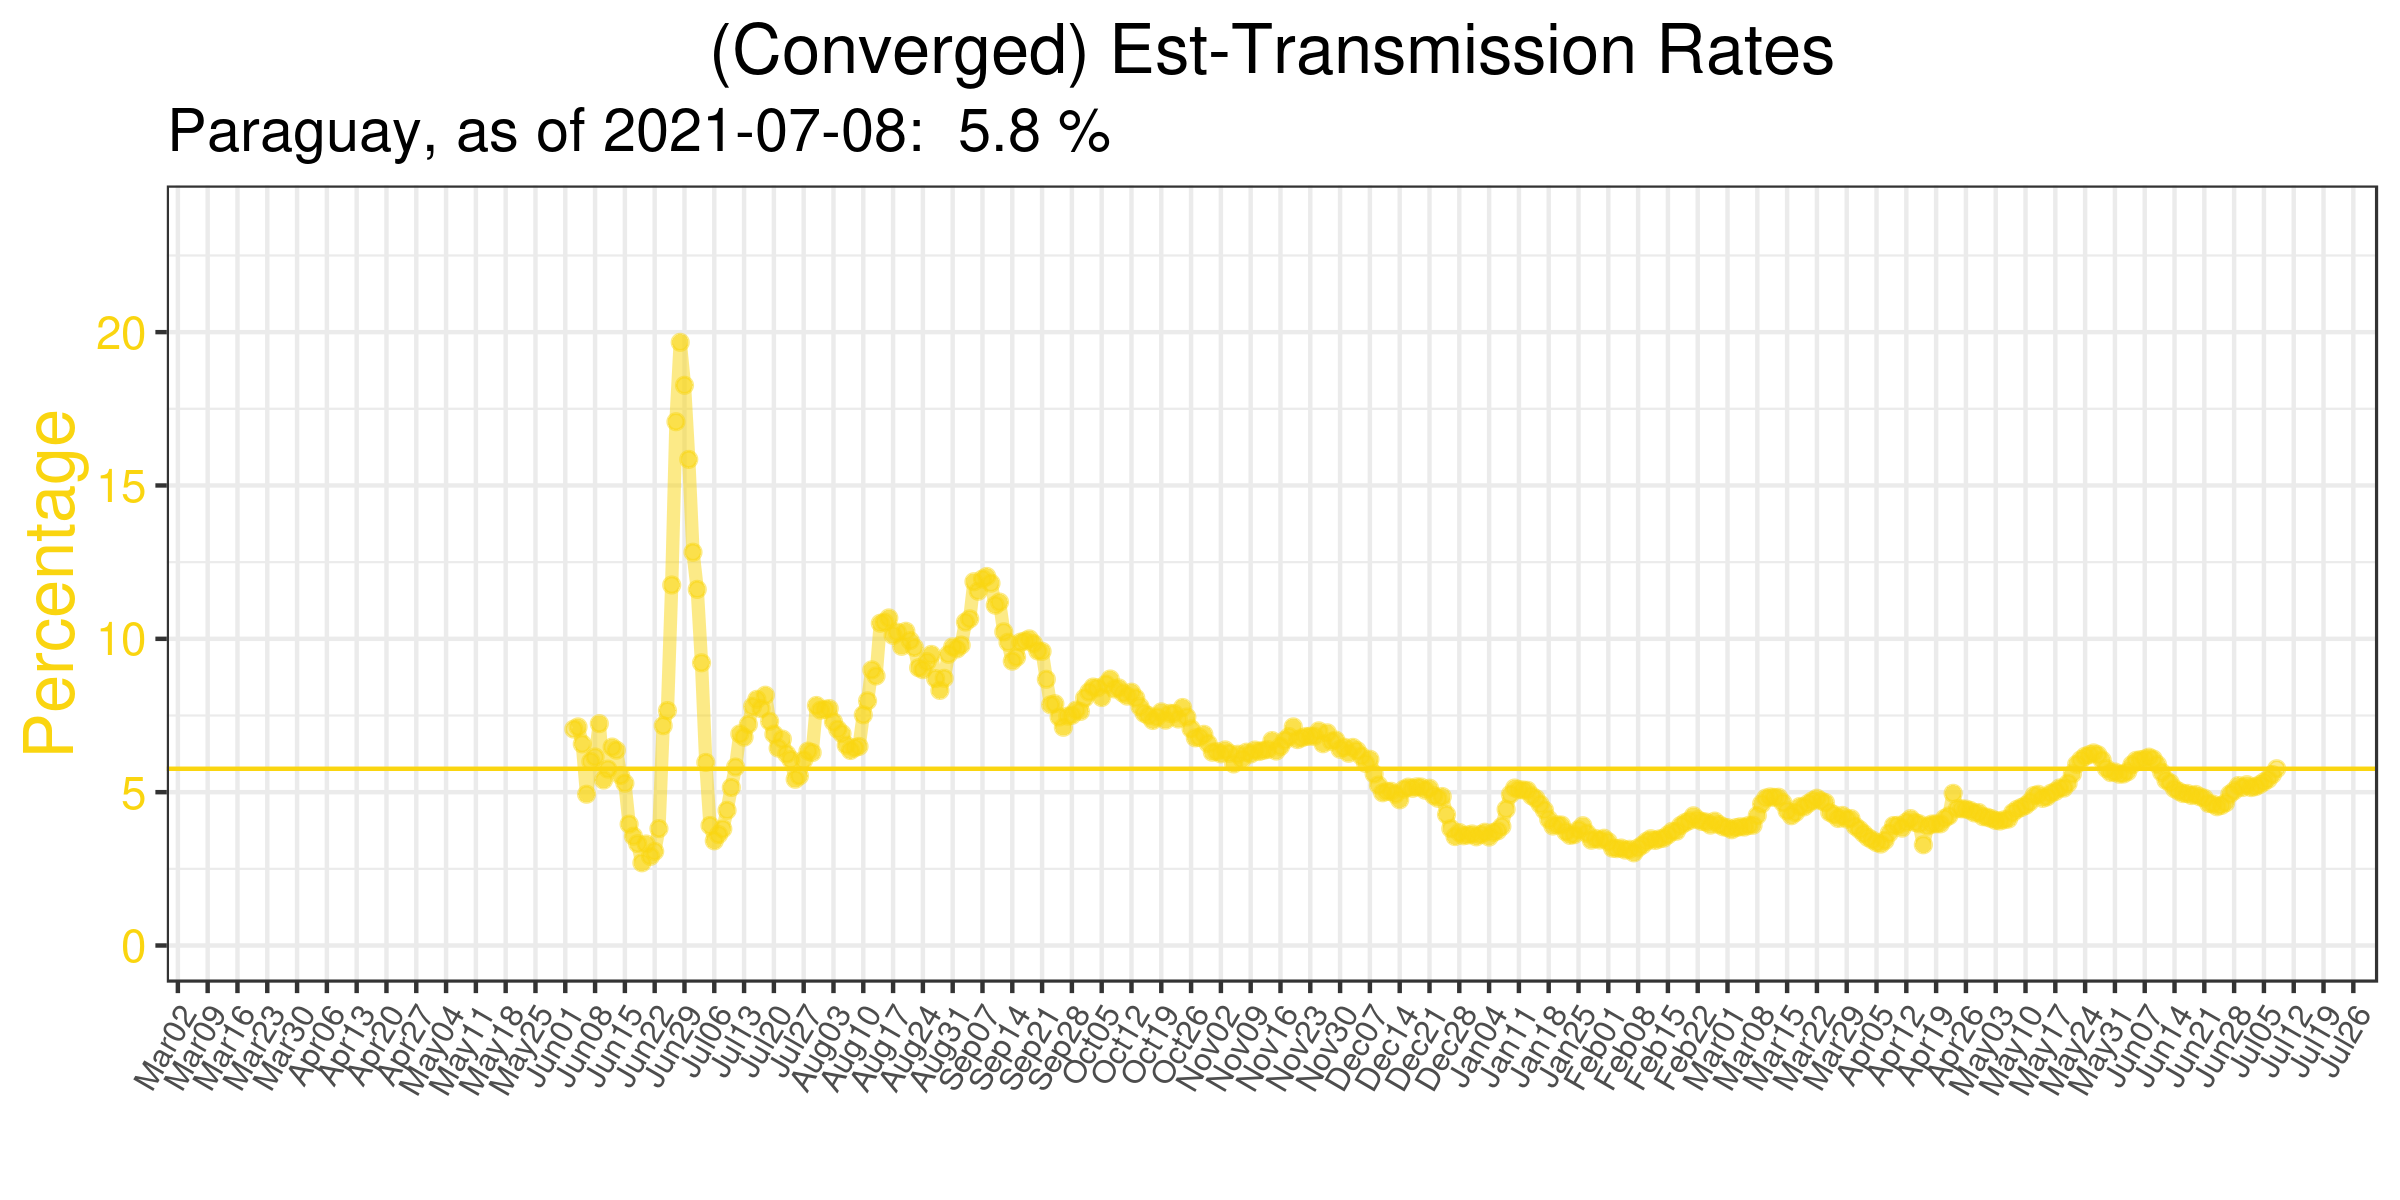 (Converged) Est-Transmission Rates
Paraguay, as of 2021-07-08:  5.8 %
Percentage
20
15
10
5
0
Mar02
Mar09
Mar16
Mar23
Mar30
Apr06
Apr13
Apr20
Apr27
May04
May11
May18
May25
Jun01
Jun08
Jun15
Jun22
Jun29
Jul06
Jul13
Jul20
Jul27
Aug03
Aug10
Aug17
Aug24
Aug31
Sep07
Sep14
Sep21
Sep28
Oct05
Oct12
Oct19
Oct26
Nov02
Nov09
Nov16
Nov23
Nov30
Dec07
Dec14
Dec21
Dec28
Jan04
Jan11
Jan18
Jan25
Feb01
Feb08
Feb15
Feb22
Mar01
Mar08
Mar15
Mar22
Mar29
Apr05
Apr12
Apr19
Apr26
May03
May10
May17
May24
May31
Jun07
Jun14
Jun21
Jun28
Jul05
Jul12
Jul19
Jul26